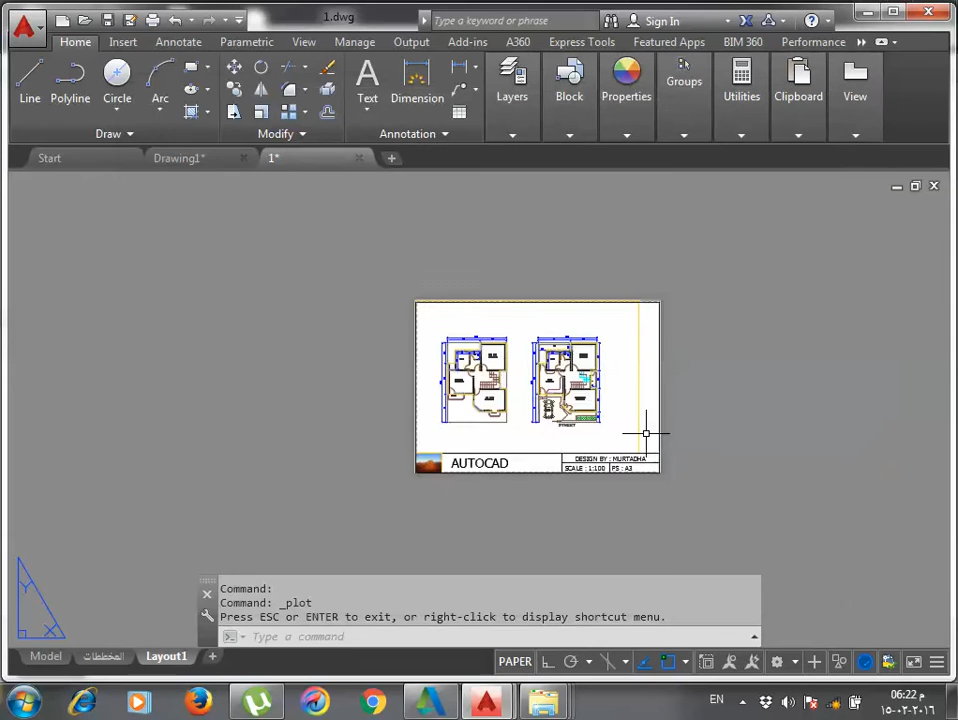 1.dwg
Type a keyword or phrase
Sign In
Home
Insert
Annotate
Parametric
View
Manage
Output
Add-ins
A360
Express Tools
Featured Apps
BIM 360
Performance
Line
Polyline
Circle
Arc
Text
Dimension
Layers
Block
Properties
Groups
Utilities
Clipboard
View
Draw
Modify
Annotation
Start
Drawing1*
1*
STREET
AUTOCAD
DESIGN BY : MURTADHA
SCALE : 1:100
PS : A3
Y
X
Command:
Command: _plot
Press ESC or ENTER to exit, or right-click to display shortcut menu.
Type a command
Model
المخططات
Layout1
PAPER
EN
06:22 م
٢٠١٦-٠٢-١٥